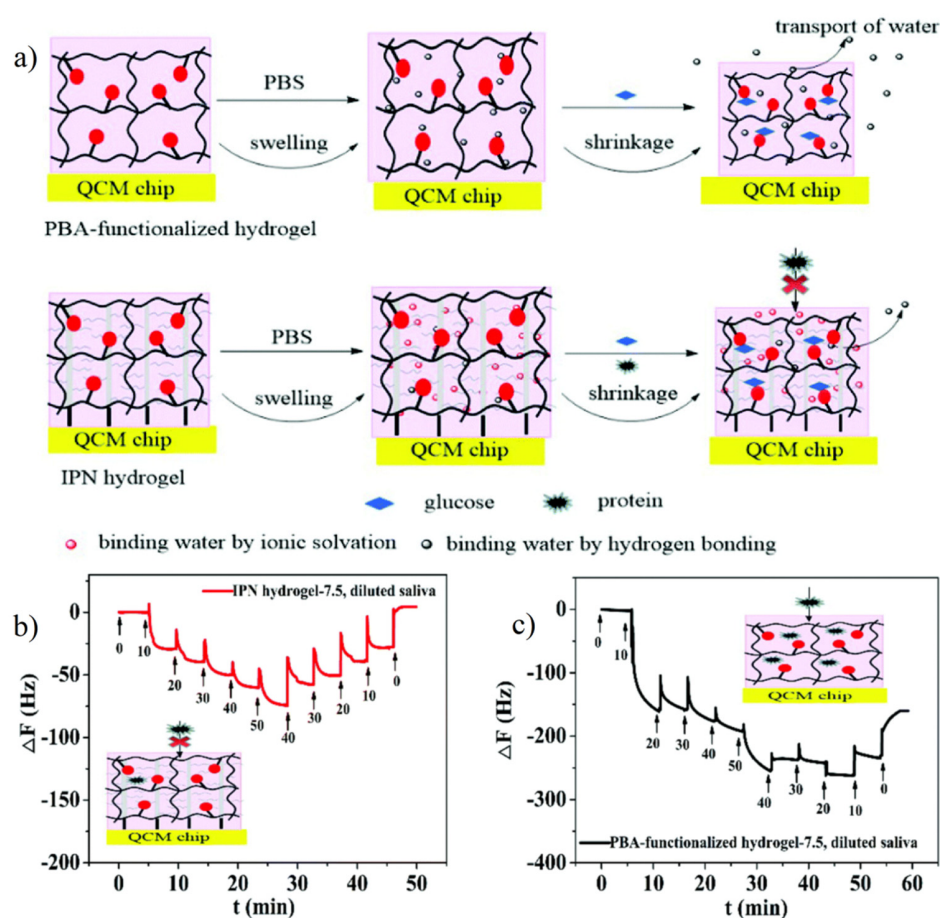 a)
transport of water
PBS
swelling
shrinkage
QCM chip
QCM chip
QCM chip
PBA-functionalized hydrogel
PBS
swelling
shrinkage
QCM chip
QCM chip
QCM chip
IPN hydrogel
glucose
protein
binding water by ionic solvation
binding water by hydrogen bonding
b)
IPN hydrogel-7.5, diluted saliva
0
-50
-100
-150
-200
△F (Hz)
0
10
20
30
40
50
40
30
20
10
0
QCM chip
0 10 20 30 40 50 60
t (min)
c)
0
-100
-200
-300
-400
△F (Hz)
0
10
20
30
42
50
40
30
20
10
0
QCM chip
PBA-functionalized hydrogel-7.5, diluted saliva
0 10 20 30 40 50 60
t (min)